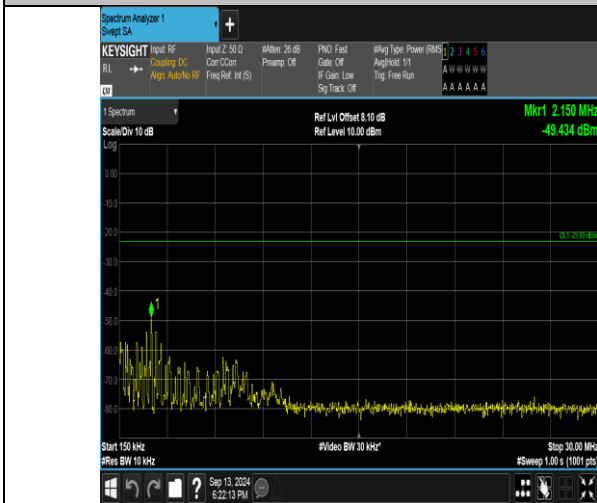 Spectrum Analyzer 1
Swept SA
KEYSIGHT
RL
Input: RF
Coupling: DC
Align: Auto/No RF
Input Z: 50 Ω
Corr CCorr
Freq Ref: Int (S)
#Atten: 26 dB
Preamp: Off
PNO: Fast
Gate: Off
IF Gain: Low
Sig Track: Off
#Avg Type: Power (RMS
Avg|Hold: 1/1
Trig: Free Run
1 2 3 4 5 6
A W W W W W
A A A A A A
1 Spectrum
Scale/Div 10 dB
Log
Ref Lvl Offset 8.10 dB
Ref Level 10.00 dBm
Mkr1 2.150 MHz
-49.434 dBm
0.00
-10.0
-20.0
DL1 -23.00 dBm
-30.0
-40.0
1
-50.0
-60.0
-70.0
-80.0
Start 150 kHz
#Res BW 10 kHz
#Video BW 30 kHz*
Stop 30.00 MHz
#Sweep 1.00 s (1001 pts)
?
Sep 13, 2024
6:22:13 PM